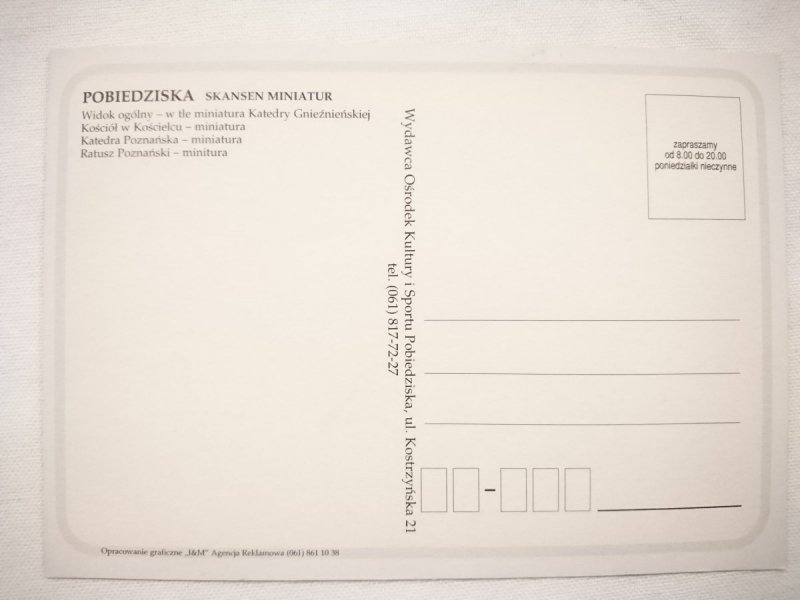 POBIEDZISKA SKANSEN MINIATUR
Widok ogólny – w tle miniatura Katedry Gnieźnieńskiej
Kościół w Kościelcu – miniatura
Katedra Poznańska – miniatura
Ratusz Poznański – minitura
Wydawca Ośrodek Kultury i Sportu Pobiedziska, ul. Kostrzyńska 21
tel. (061) 817-72-27
zapraszamy
od 8.00 do 20.00
poniedziałki nieczynne
Opracowanie graficzne „J&M” Agencja Reklamowa (061) 861 10 38